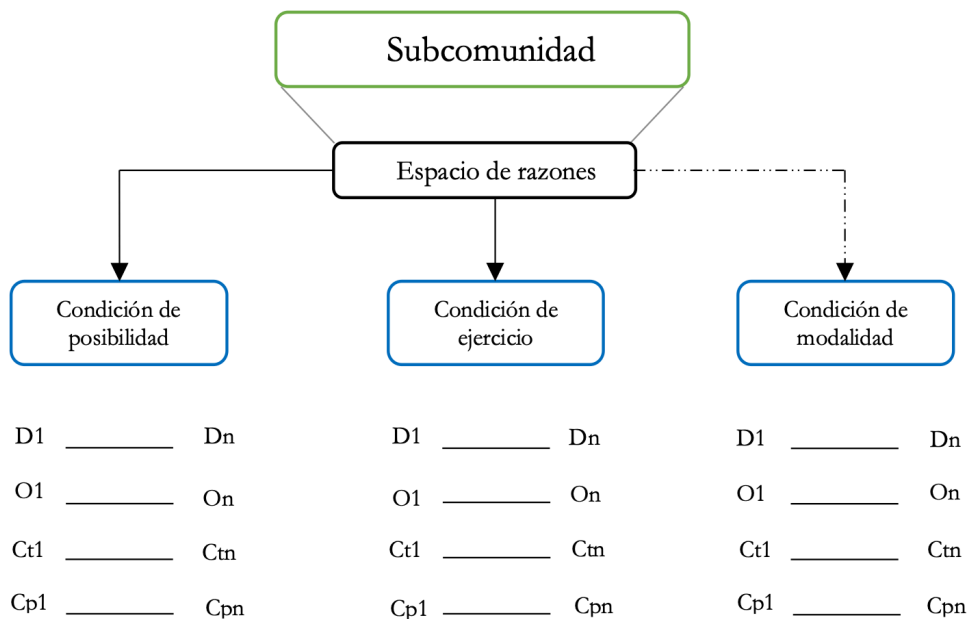 Subcomunidad
Espacio de razones
Condición de
posibilidad
Condición de
ejercicio
Condición de
modalidad
D1 Dn D1 Dn D1 Dn
O1 On O1 On O1 On
Ct1 Ctn Ct1 Ctn Ct1 Ctn
Cp1 Cpn Cp1 Cpn Cp1 Cpn